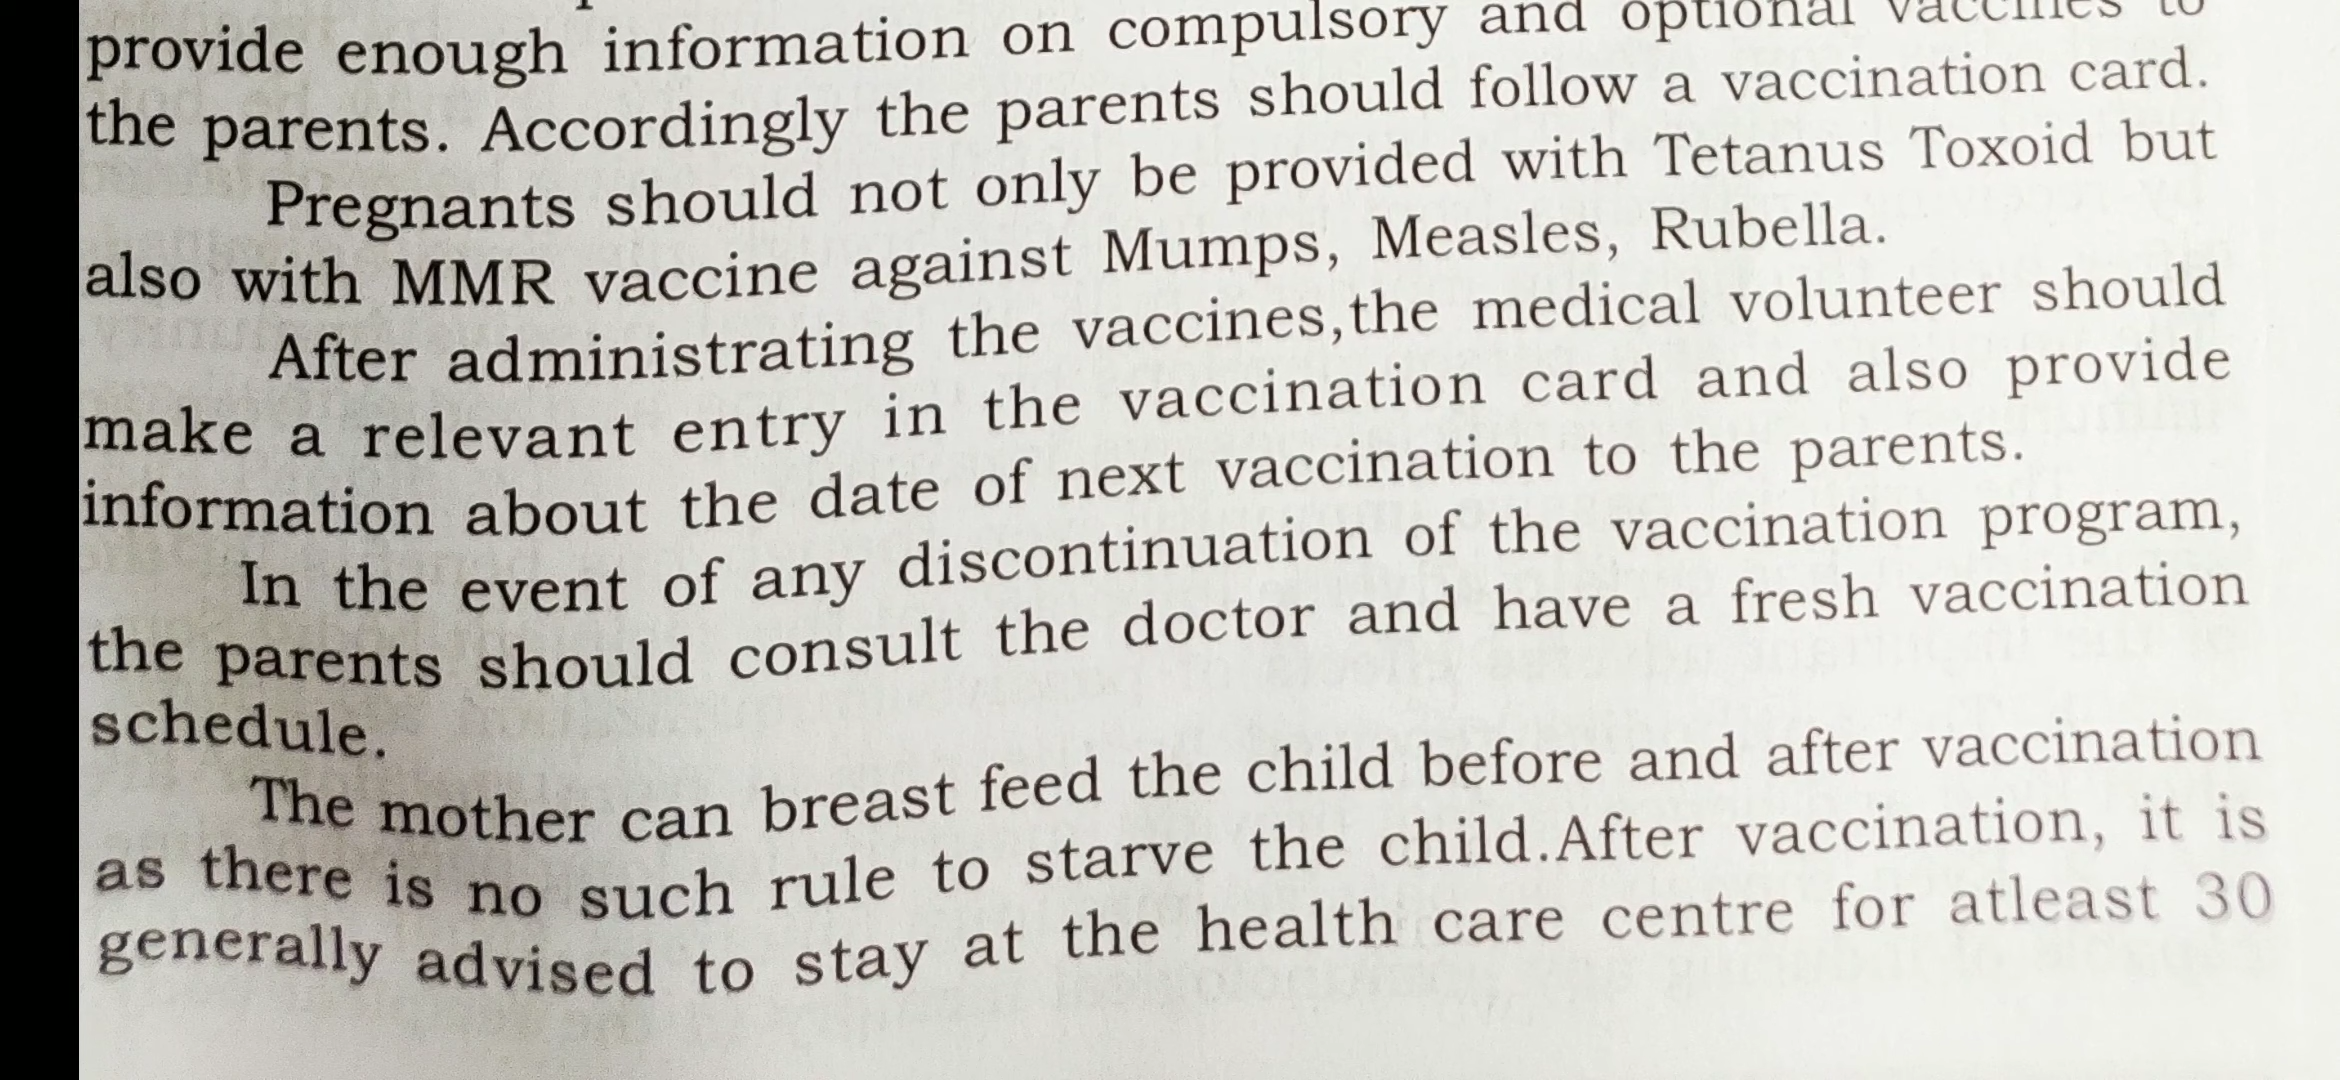 provide enough information on compulsory and optional vaccines to
the parents. Accordingly the parents should follow a vaccination card.
Pregnants should not only be provided with Tetanus Toxoid but
also with MMR vaccine against Mumps, Measles, Rubella.
After administrating the vaccines,the medical volunteer should
make a relevant entry in the vaccination card and also provide
information about the date of next vaccination to the parents.
In the event of any discontinuation of the vaccination program,
the parents should consult the doctor and have a fresh vaccination
schedule.
The mother can breast feed the child before and after vaccination
as there is no such rule to starve the child.After vaccination, it is
generally advised to stay at the health care centre for atleast 30